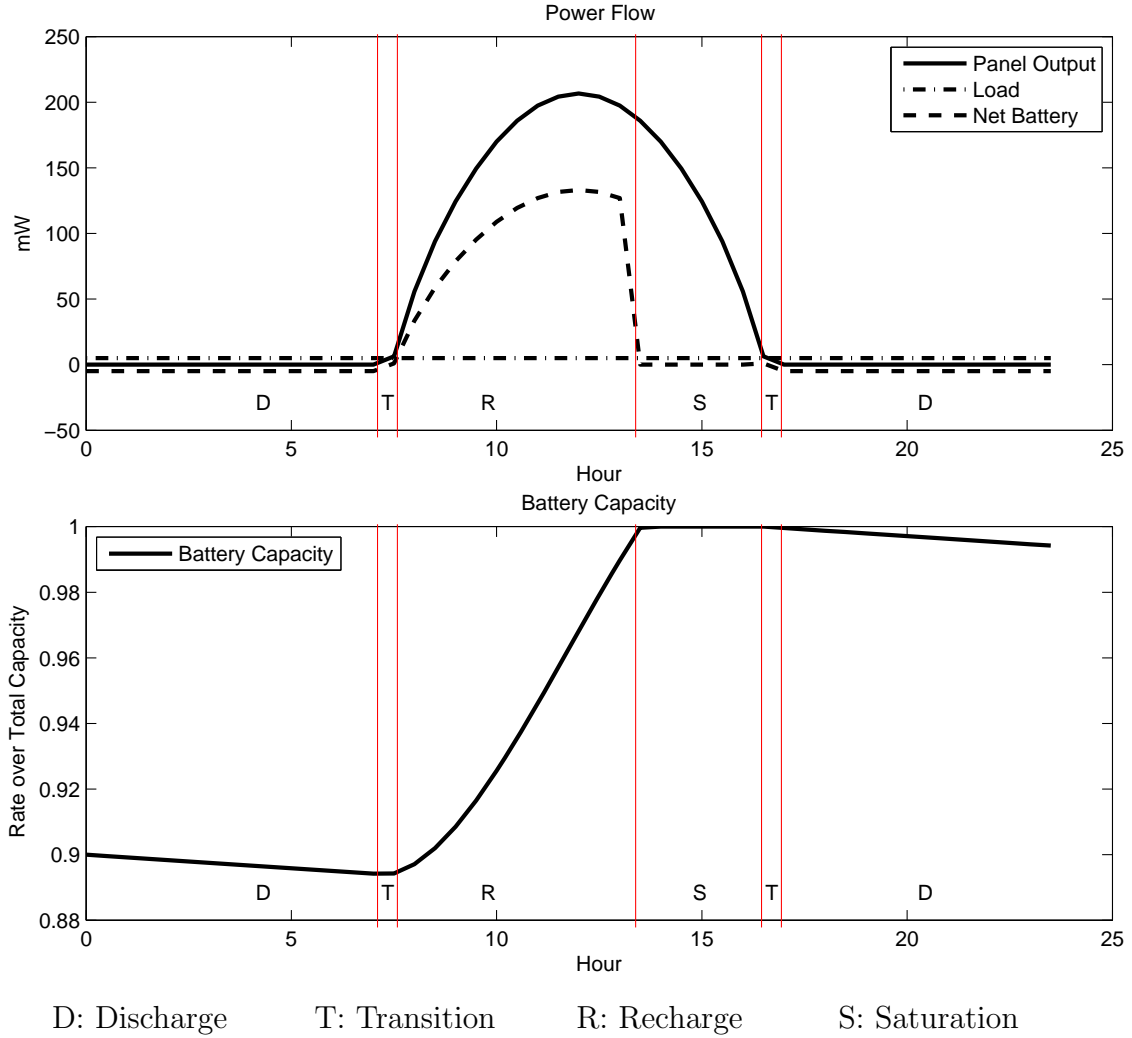 Power Flow
250
200
150
100
50
0
−50
mW
Panel Output
Load
Net Battery
D T R S T D
0 5 10 15 20 25
Hour
Battery Capacity
1
0.98
0.96
0.94
0.92
0.9
0.88
Rate over Total Capacity
Battery Capacity
D T R S T D
0 5 10 15 20 25
Hour
D: Discharge T: Transition R: Recharge S: Saturation